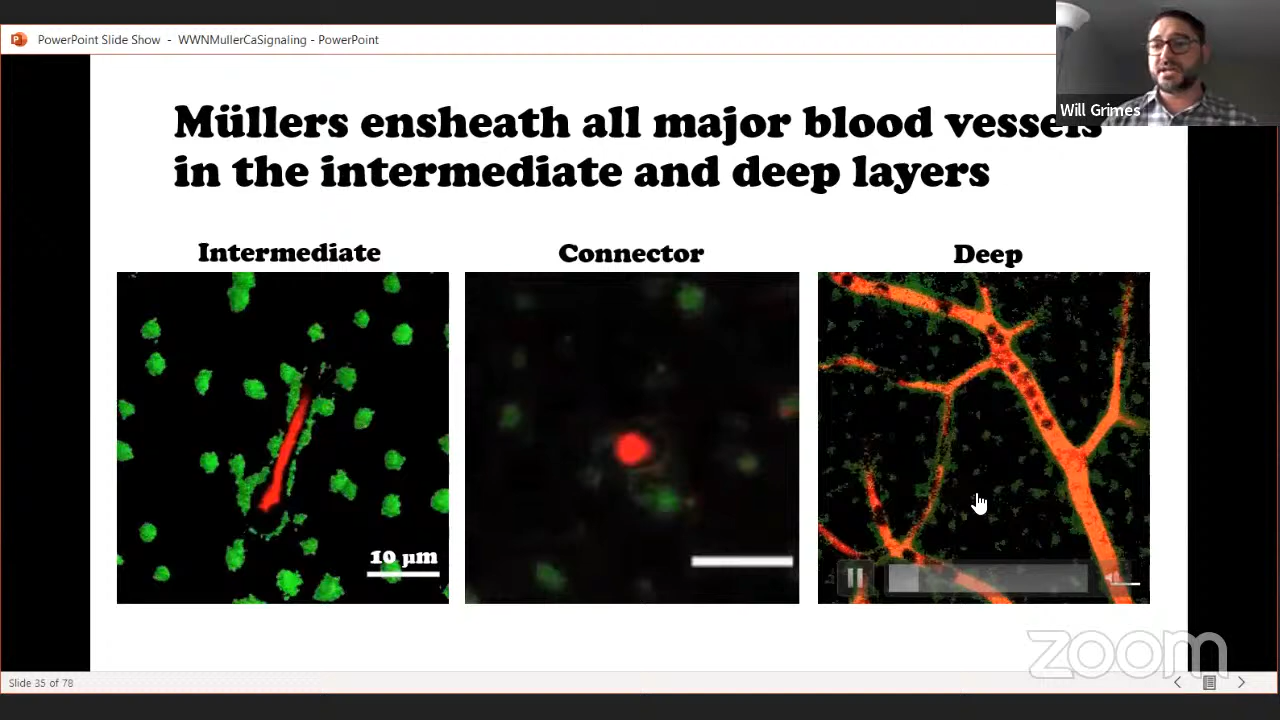 PowerPoint Slide Show - WWNMullerCaSignaling - PowerPoint
Will Grimes
Müllers ensheath all major blood vessels
in the intermediate and deep layers
Intermediate
Connector
Deep
10 µm
zoom
Slide 35 of 78